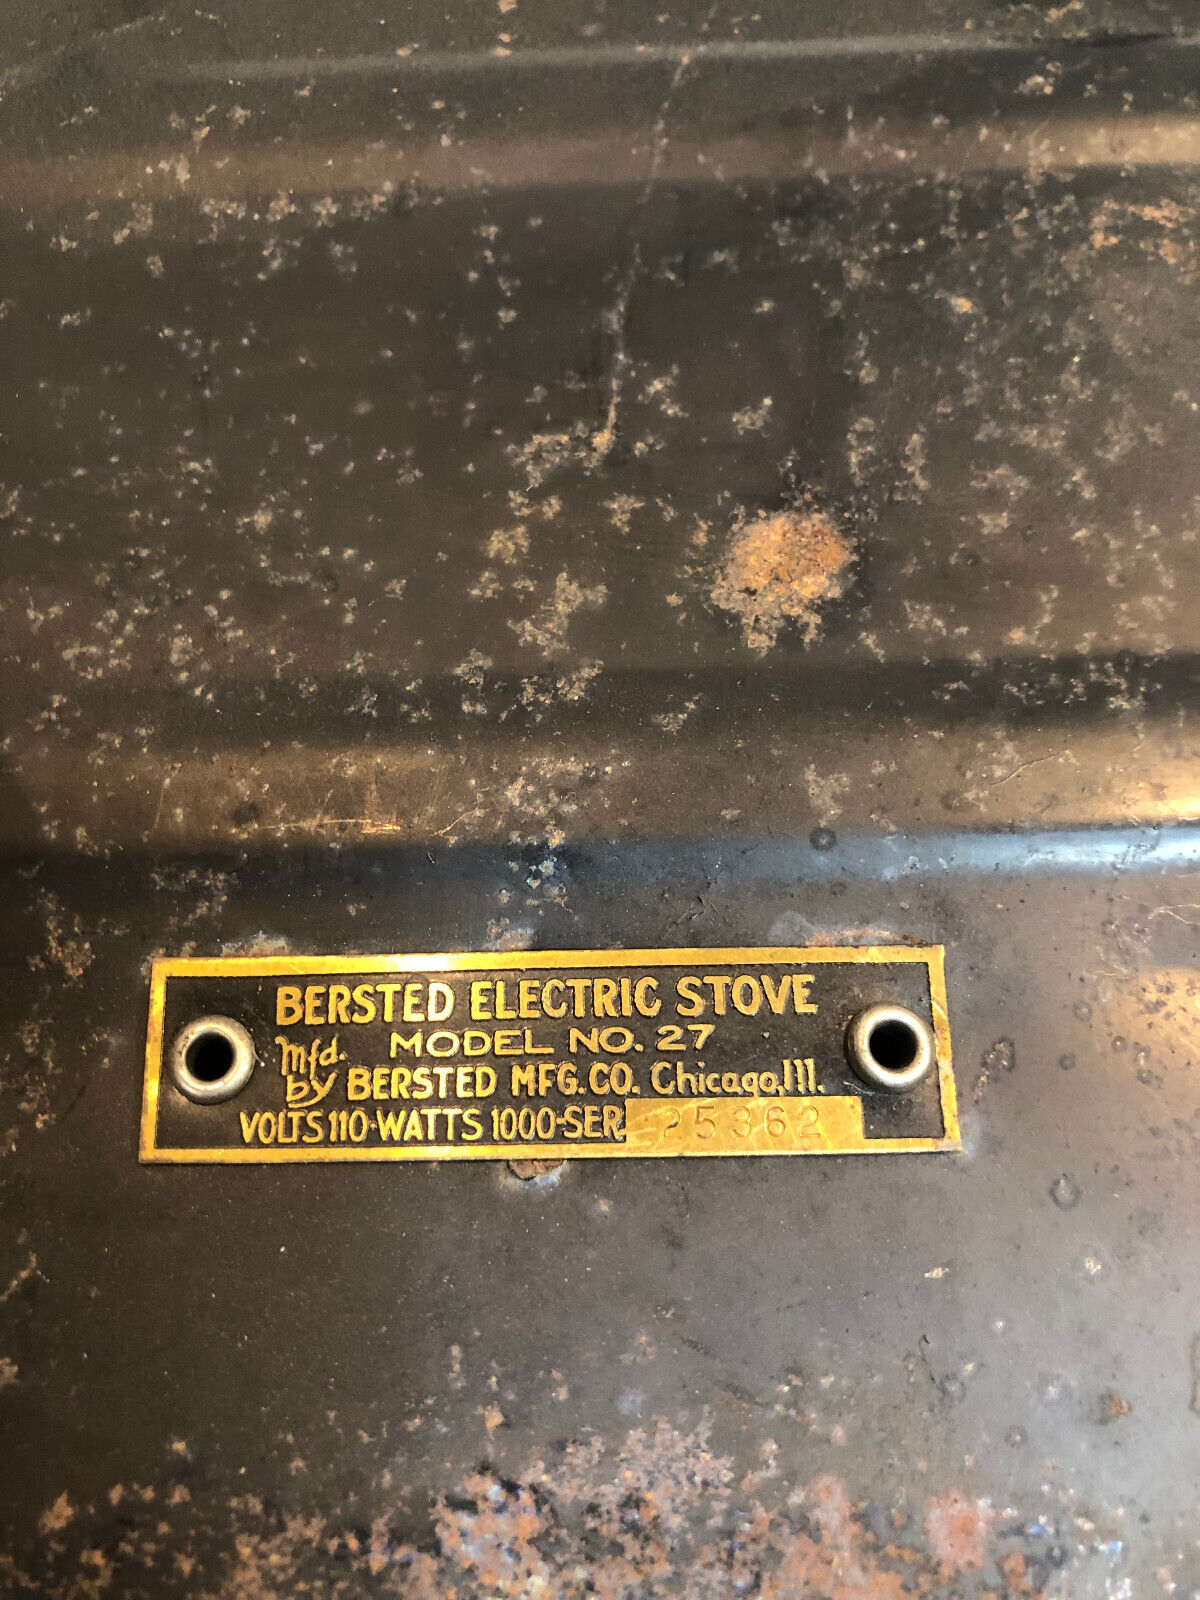 BERSTED ELECTRIC STOVE
MODEL NO. 27
Mfd. by BERSTED MFG. CO. Chicago, Ill.
VOLTS 110-WATTS 1000-SER. 25362